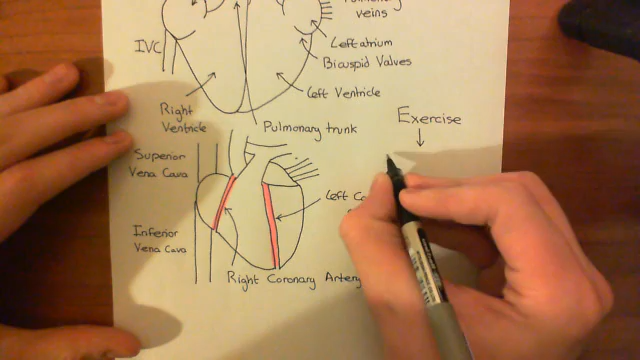 veins
IVC
Left atrium
Bicuspid Valves
Left Ventricle
Right
Ventricle
Pulmonary trunk
Exercise
Superior
Vena Cava
Left
Inferior
Vena Cava
Right Coronary Artery